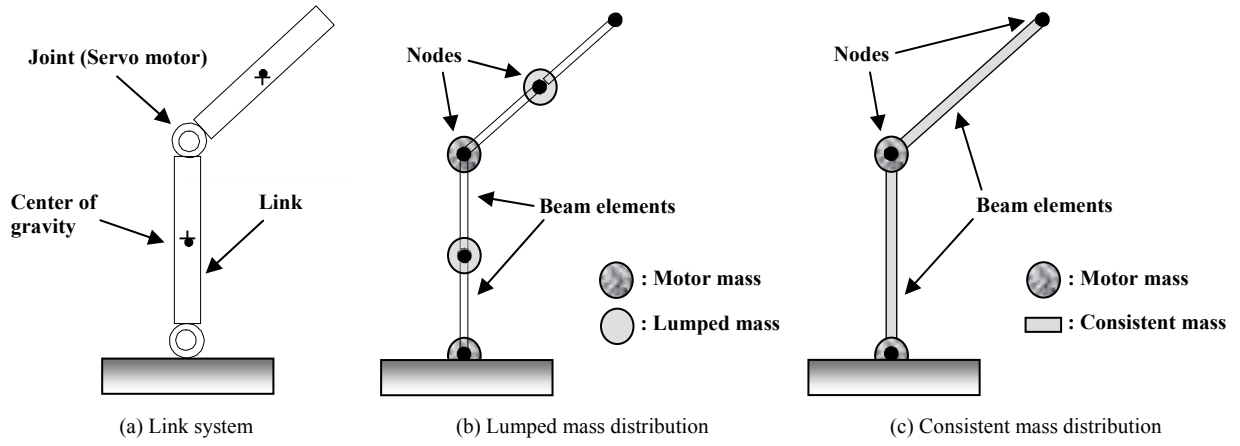 Joint (Servo motor)
Center of
gravity
Link
(a) Link system
Nodes
Beam elements
: Motor mass
: Lumped mass
(b) Lumped mass distribution
Nodes
Beam elements
: Motor mass
: Consistent mass
(c) Consistent mass distribution